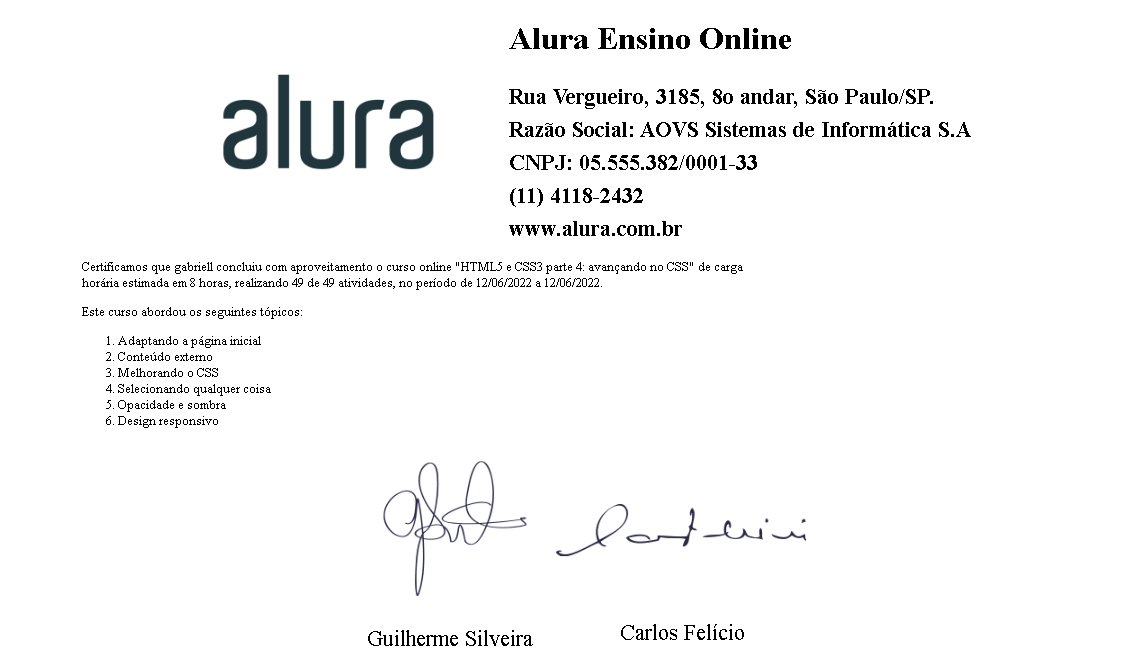 alura
Alura Ensino Online
Rua Vergueiro, 3185, 8o andar, São Paulo/SP.
Razão Social: AOVS Sistemas de Informática S.A
CNPJ: 05.555.382/0001-33
(11) 4118-2432
www.alura.com.br
Certificamos que gabriell concluiu com aproveitamento o curso online "HTML5 e CSS3 parte 4: avançando no CSS" de carga
horária estimada em 8 horas, realizando 49 de 49 atividades, no período de 12/06/2022 a 12/06/2022.
Este curso abordou os seguintes tópicos:
1. Adaptando a página inicial
2. Conteúdo externo
3. Melhorando o CSS
4. Selecionando qualquer coisa
5. Opacidade e sombra
6. Design responsivo
Guilherme Silveira
Carlos Felício